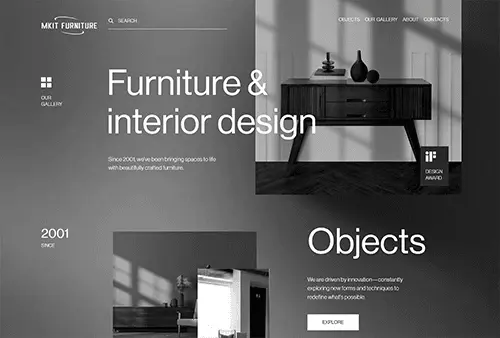 MKIT FURNITURE
SEARCH
OBJECTS OUR GALLERY ABOUT CONTACTS
OUR
GALLERY
Furniture &
interior design
Since 2001, we've been bringing spaces to life
with beautifully crafted furniture.
iF
DESIGN
AWARD
2001
SINCE
Objects
We are driven by innovation—constantly
exploring new forms and techniques to
redefine what's possible.
EXPLORE